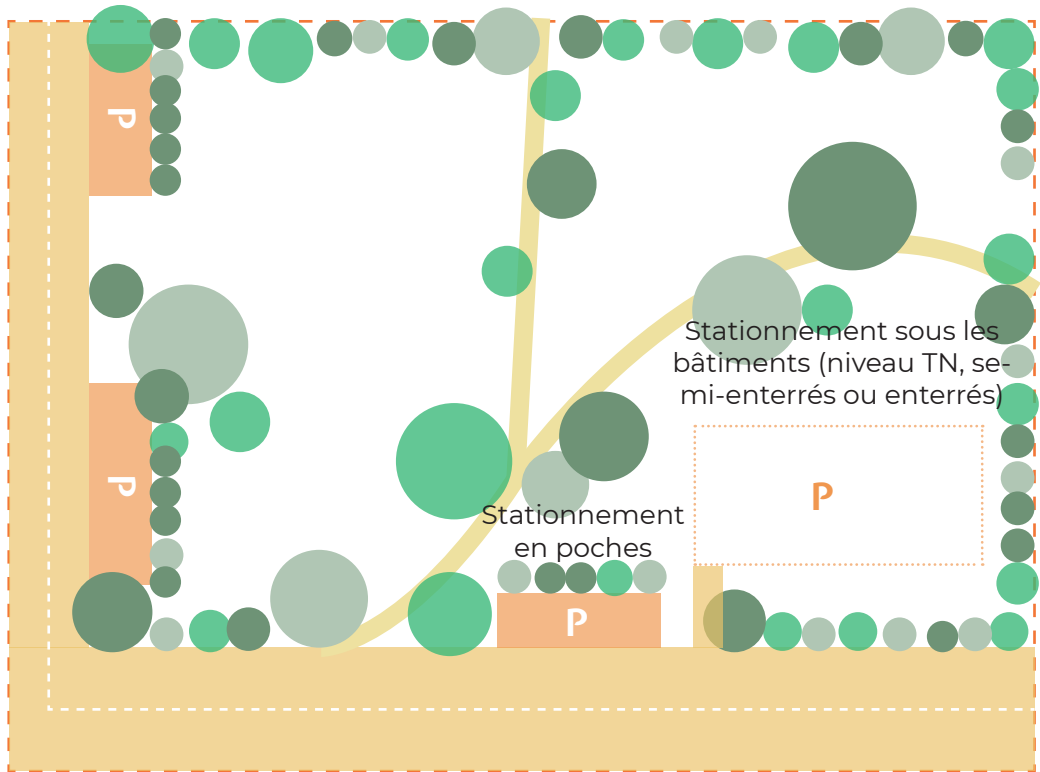 P
Stationnement sous les
bâtiments (niveau TN, se-
mi-enterrés ou enterrés)
P
P
Stationnement
en poches
P